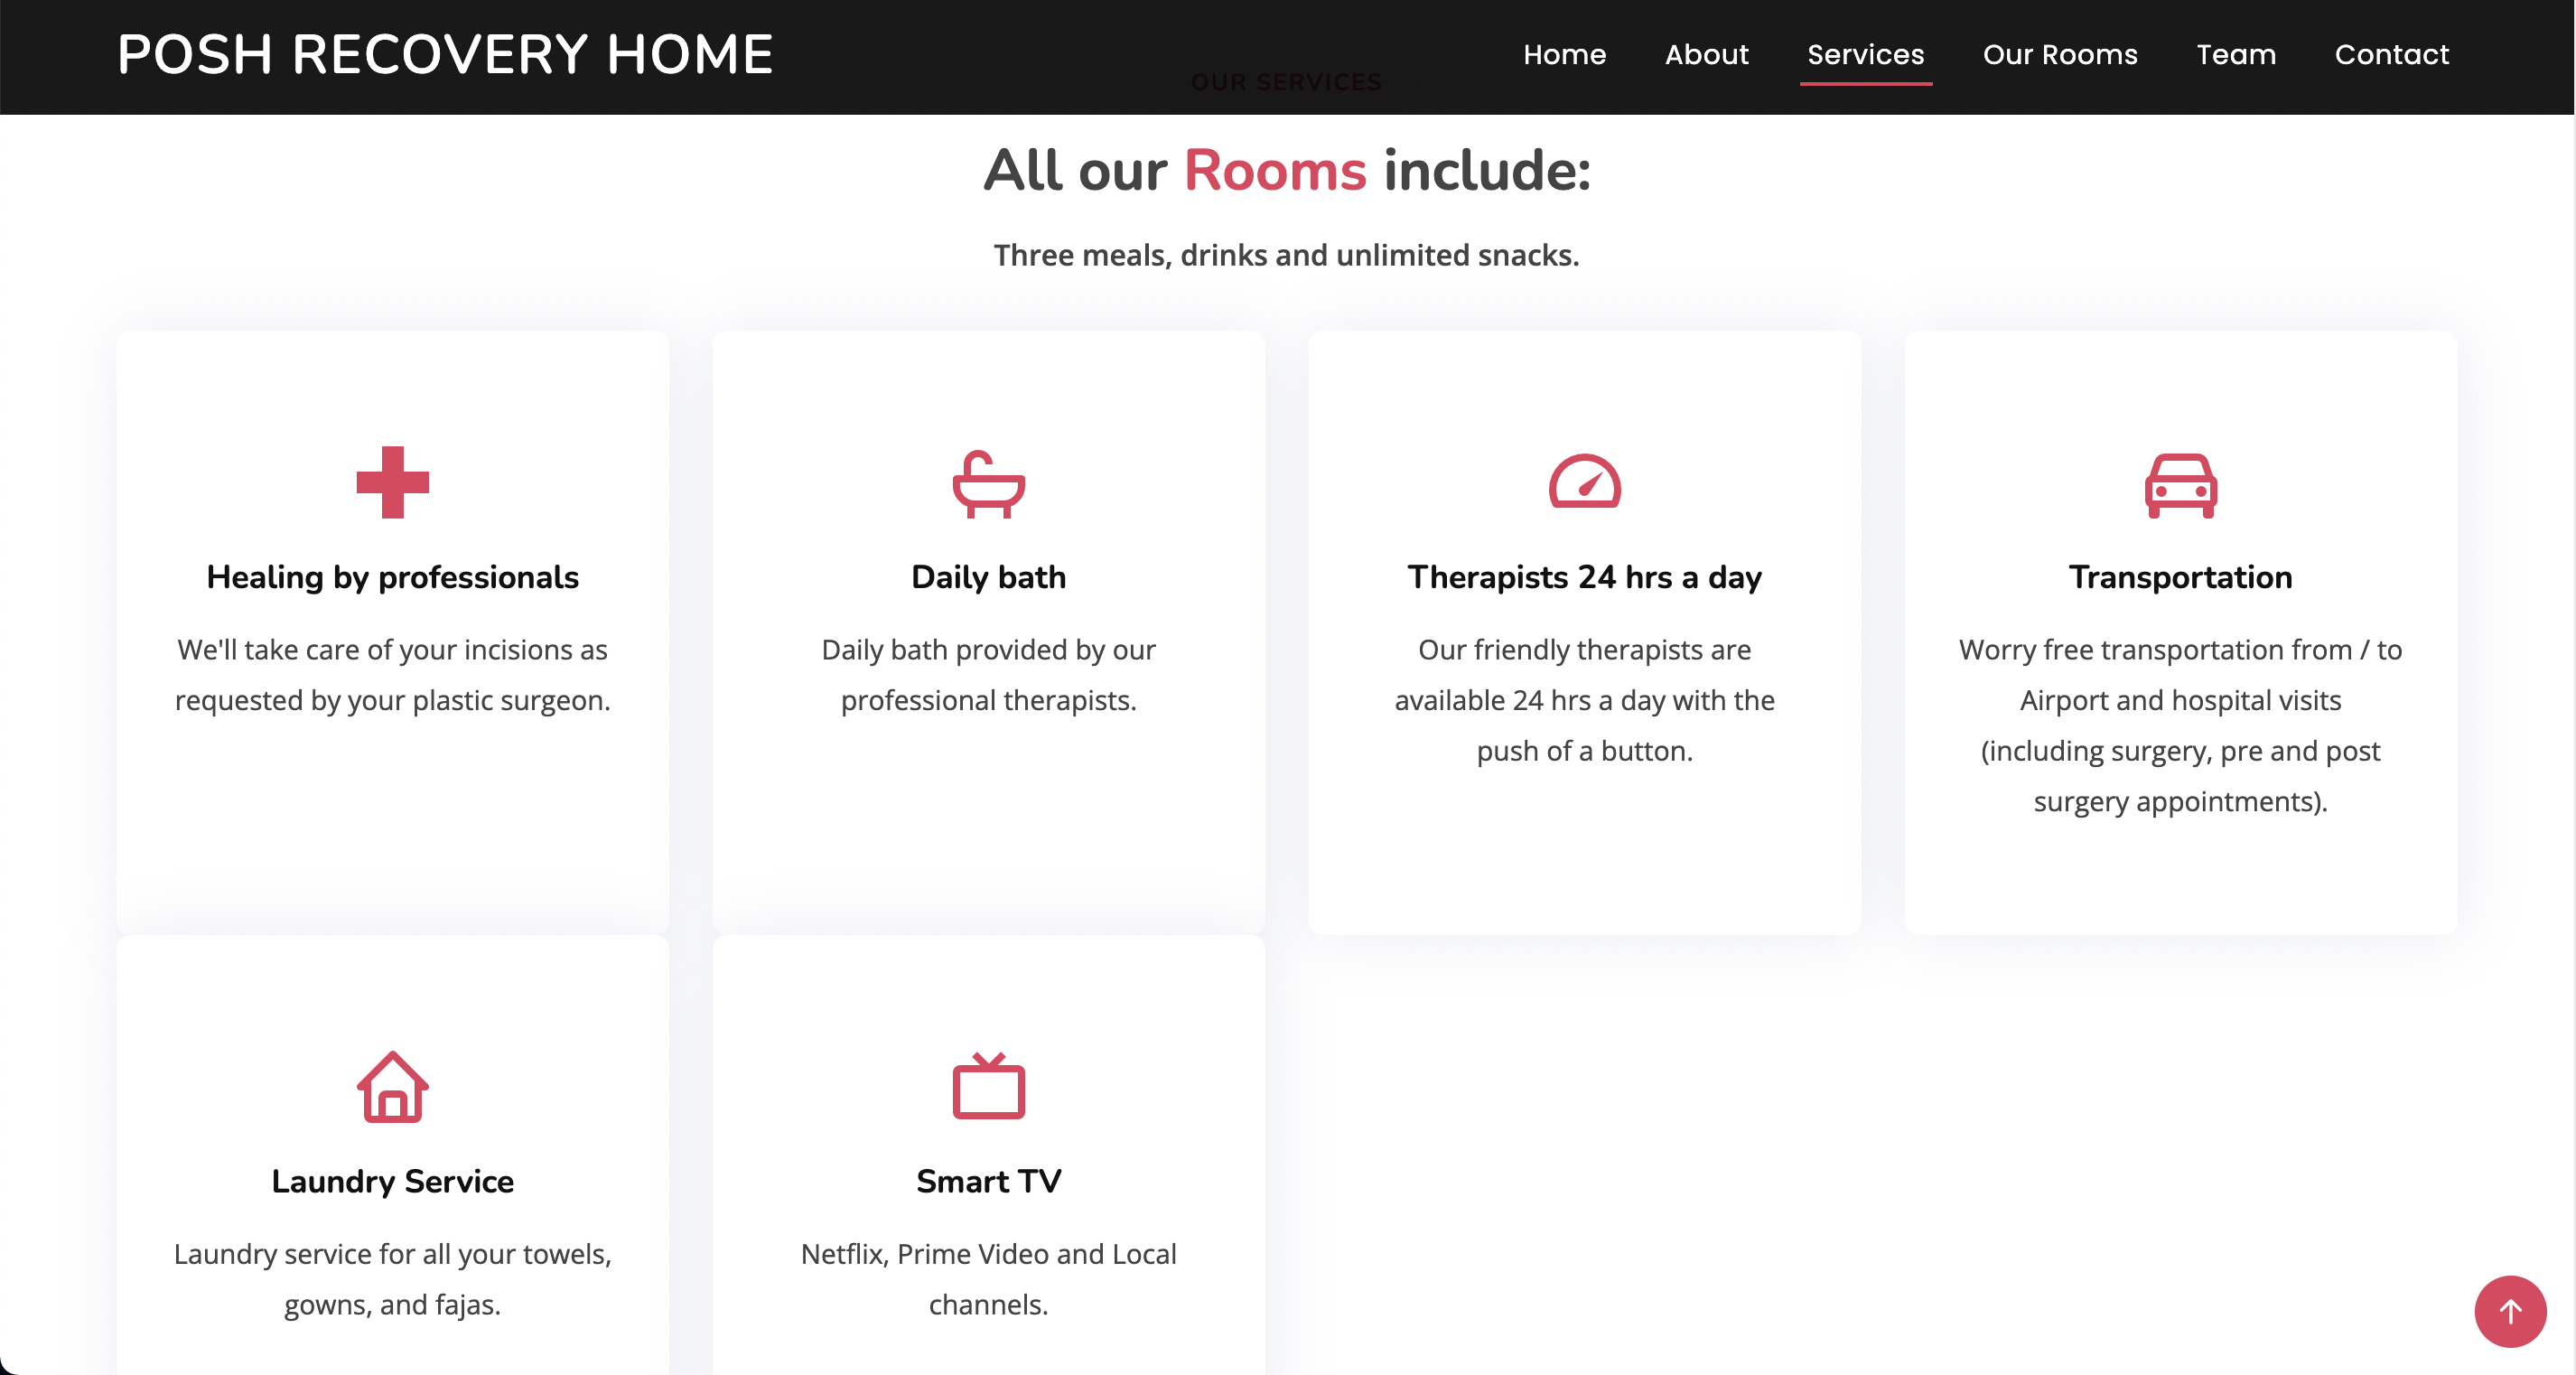 POSH RECOVERY HOME
Home About Services Our Rooms Team Contact
OUR SERVICES
All our Rooms include:
Three meals, drinks and unlimited snacks.
Healing by professionals
We'll take care of your incisions as
requested by your plastic surgeon.
Daily bath
Daily bath provided by our
professional therapists.
Therapists 24 hrs a day
Our friendly therapists are
available 24 hrs a day with the
push of a button.
Transportation
Worry free transportation from / to
Airport and hospital visits
(including surgery, pre and post
surgery appointments).
Laundry Service
Laundry service for all your towels,
gowns, and fajas.
Smart TV
Netflix, Prime Video and Local
channels.